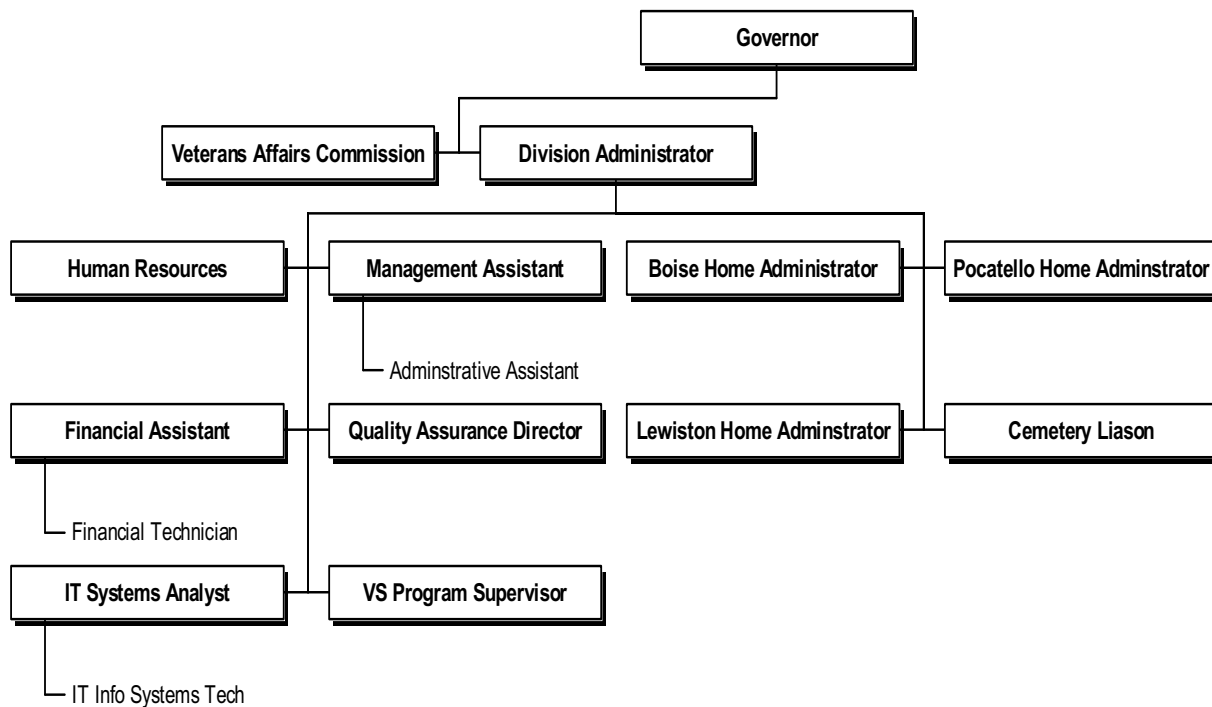 Governor
Veterans Affairs Commission
Division Administrator
Human Resources
Management Assistant
Boise Home Administrator
Pocatello Home Adminstrator
Adminstrative Assistant
Financial Assistant
Quality Assurance Director
Lewiston Home Adminstrator
Cemetery Liason
Financial Technician
IT Systems Analyst
VS Program Supervisor
IT Info Systems Tech